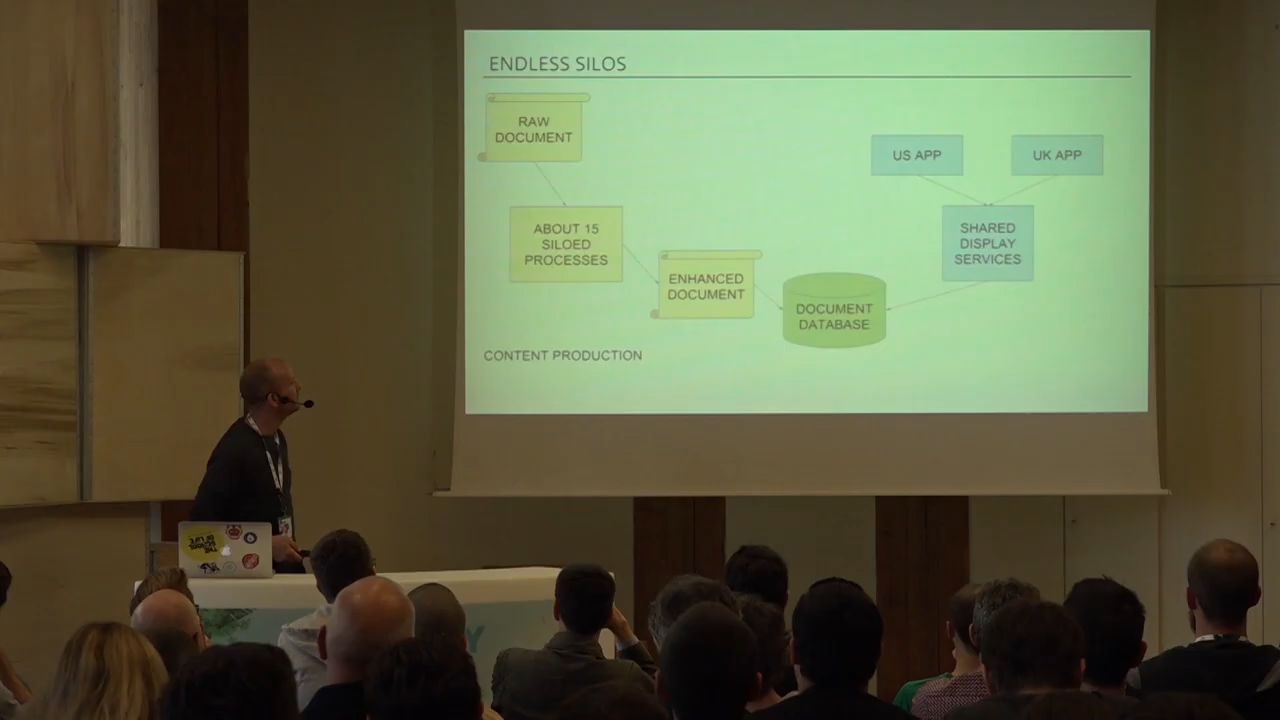 ENDLESS SILOS
RAW
DOCUMENT
US APP
UK APP
ABOUT 15
SILOED
PROCESSES
SHARED
DISPLAY
SERVICES
ENHANCED
DOCUMENT
DOCUMENT
DATABASE
CONTENT PRODUCTION